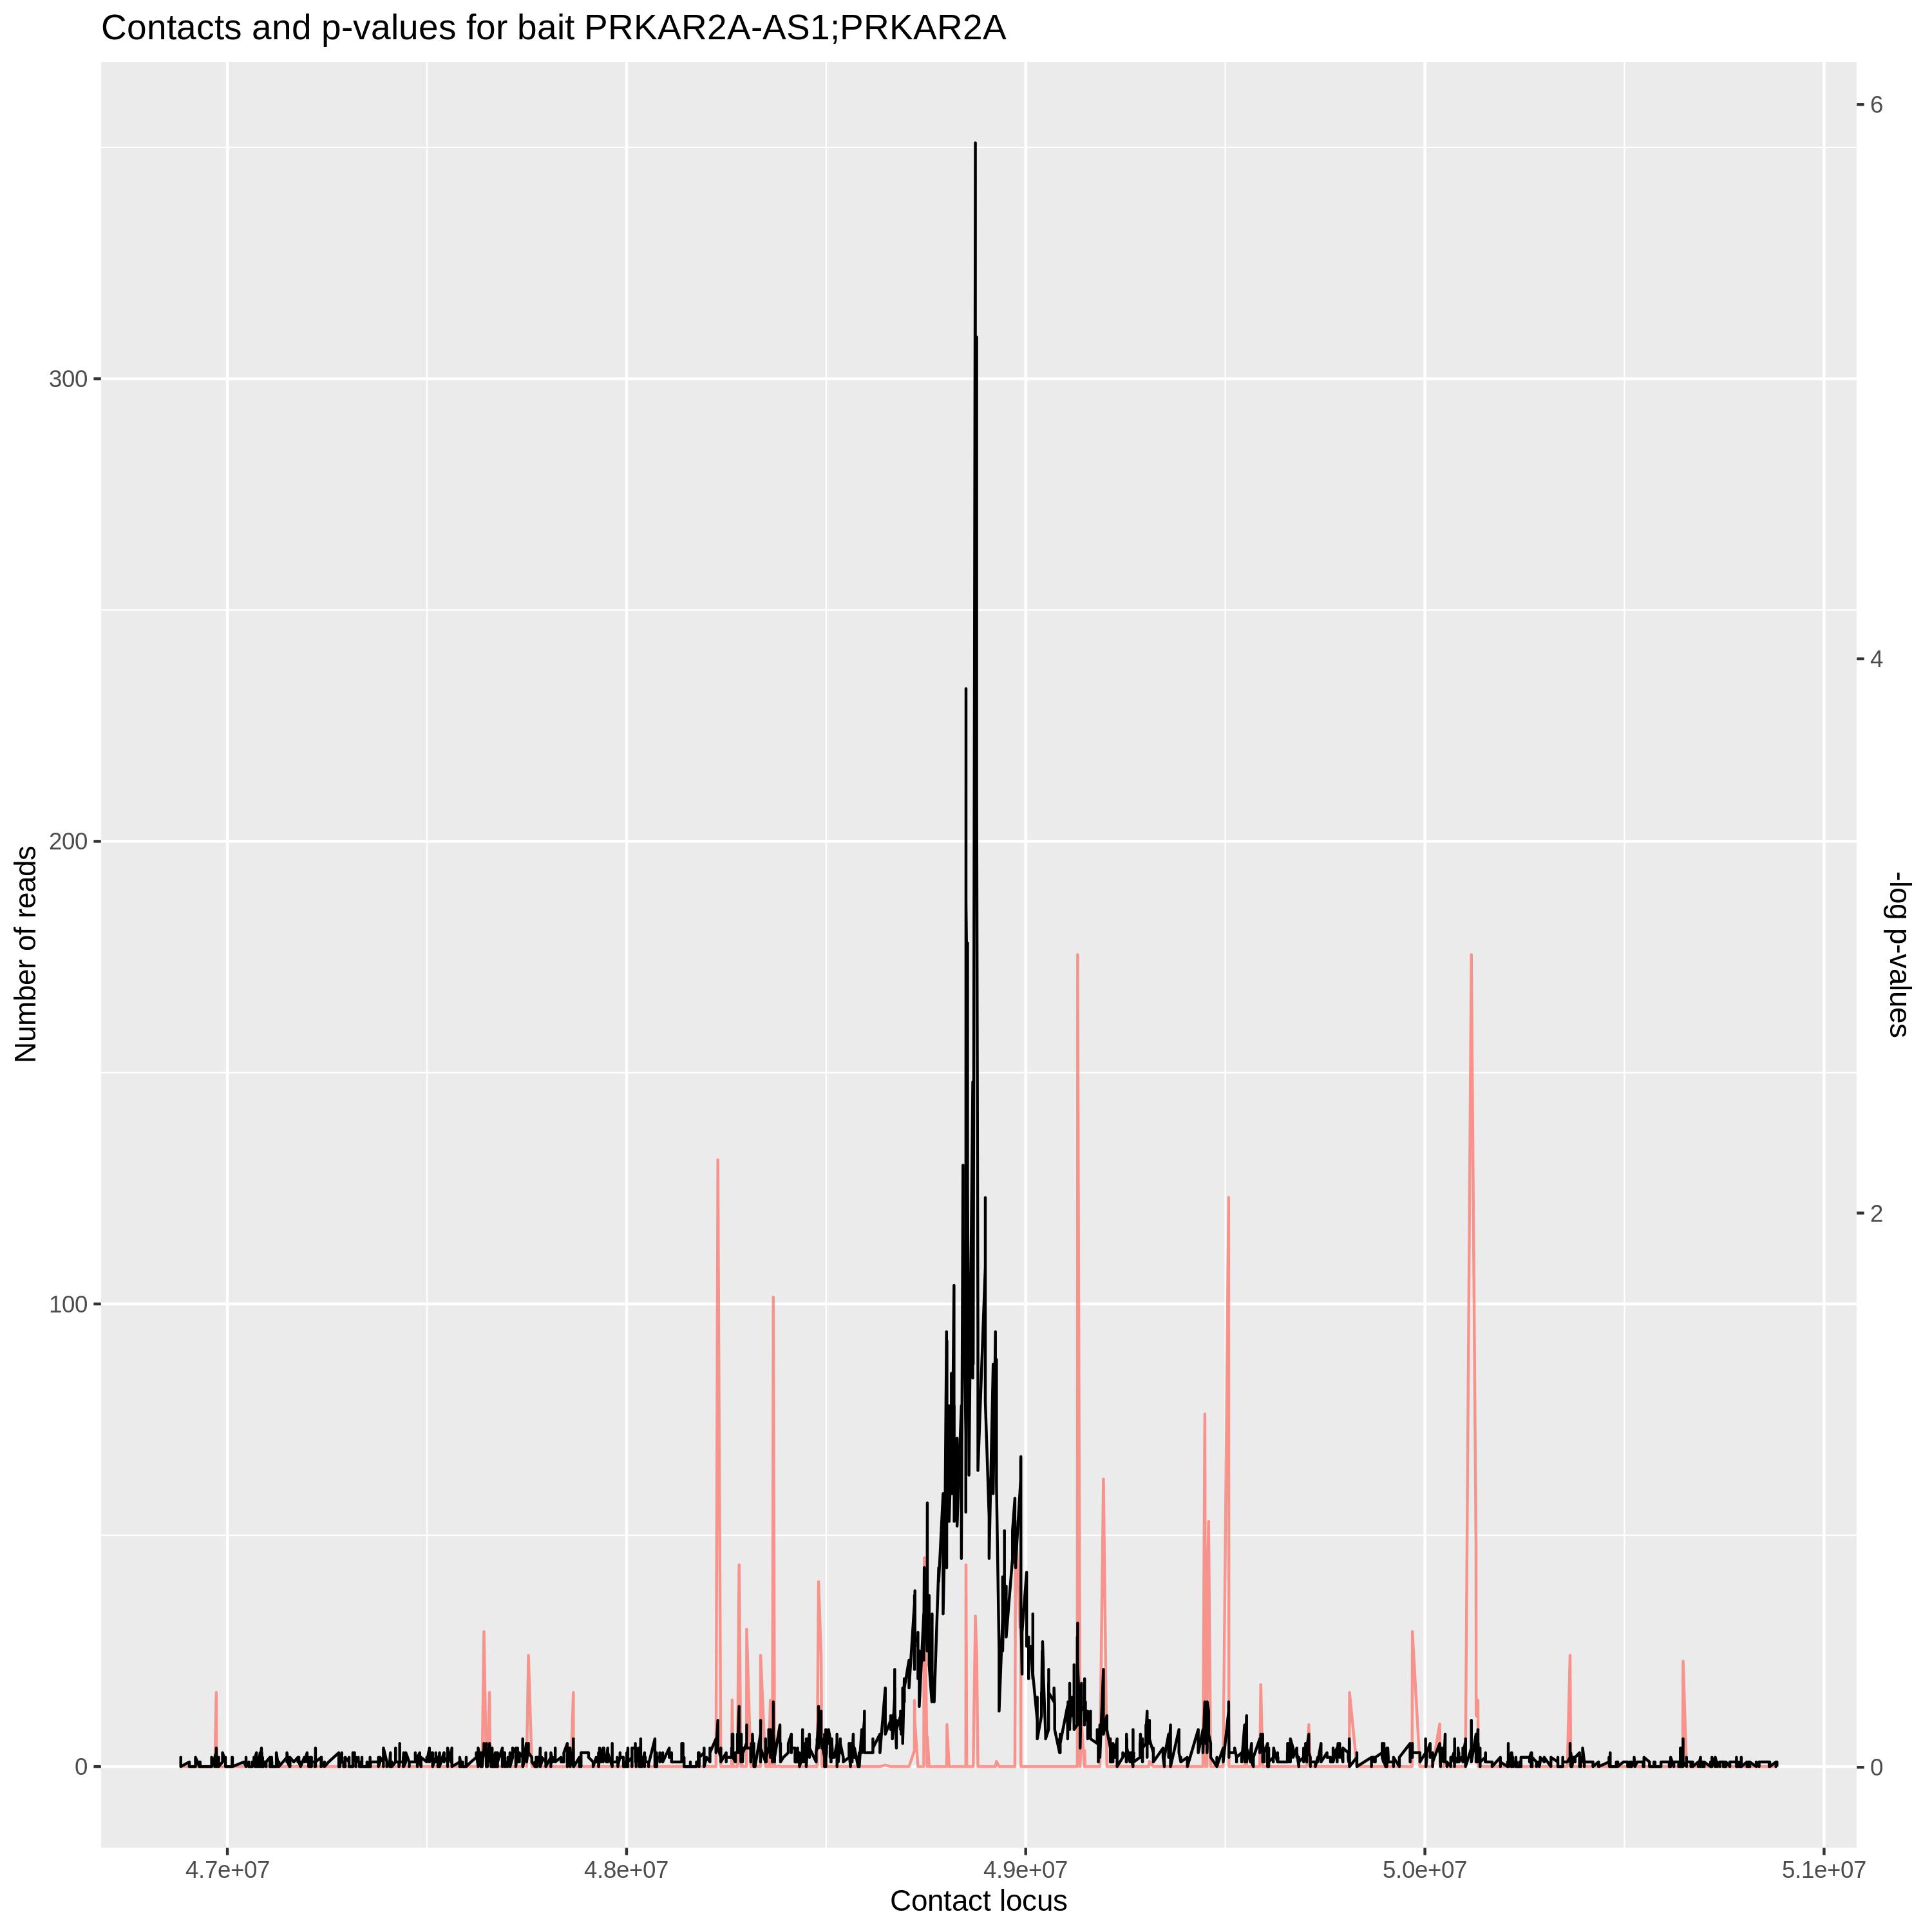 Contacts and p-values for bait PRKAR2A-AS1;PRKAR2A
6
300
4
200
Number of reads
-log p-values
2
100
0
0
4.7e+07 4.8e+07 4.9e+07 5.0e+07 5.1e+07
Contact locus